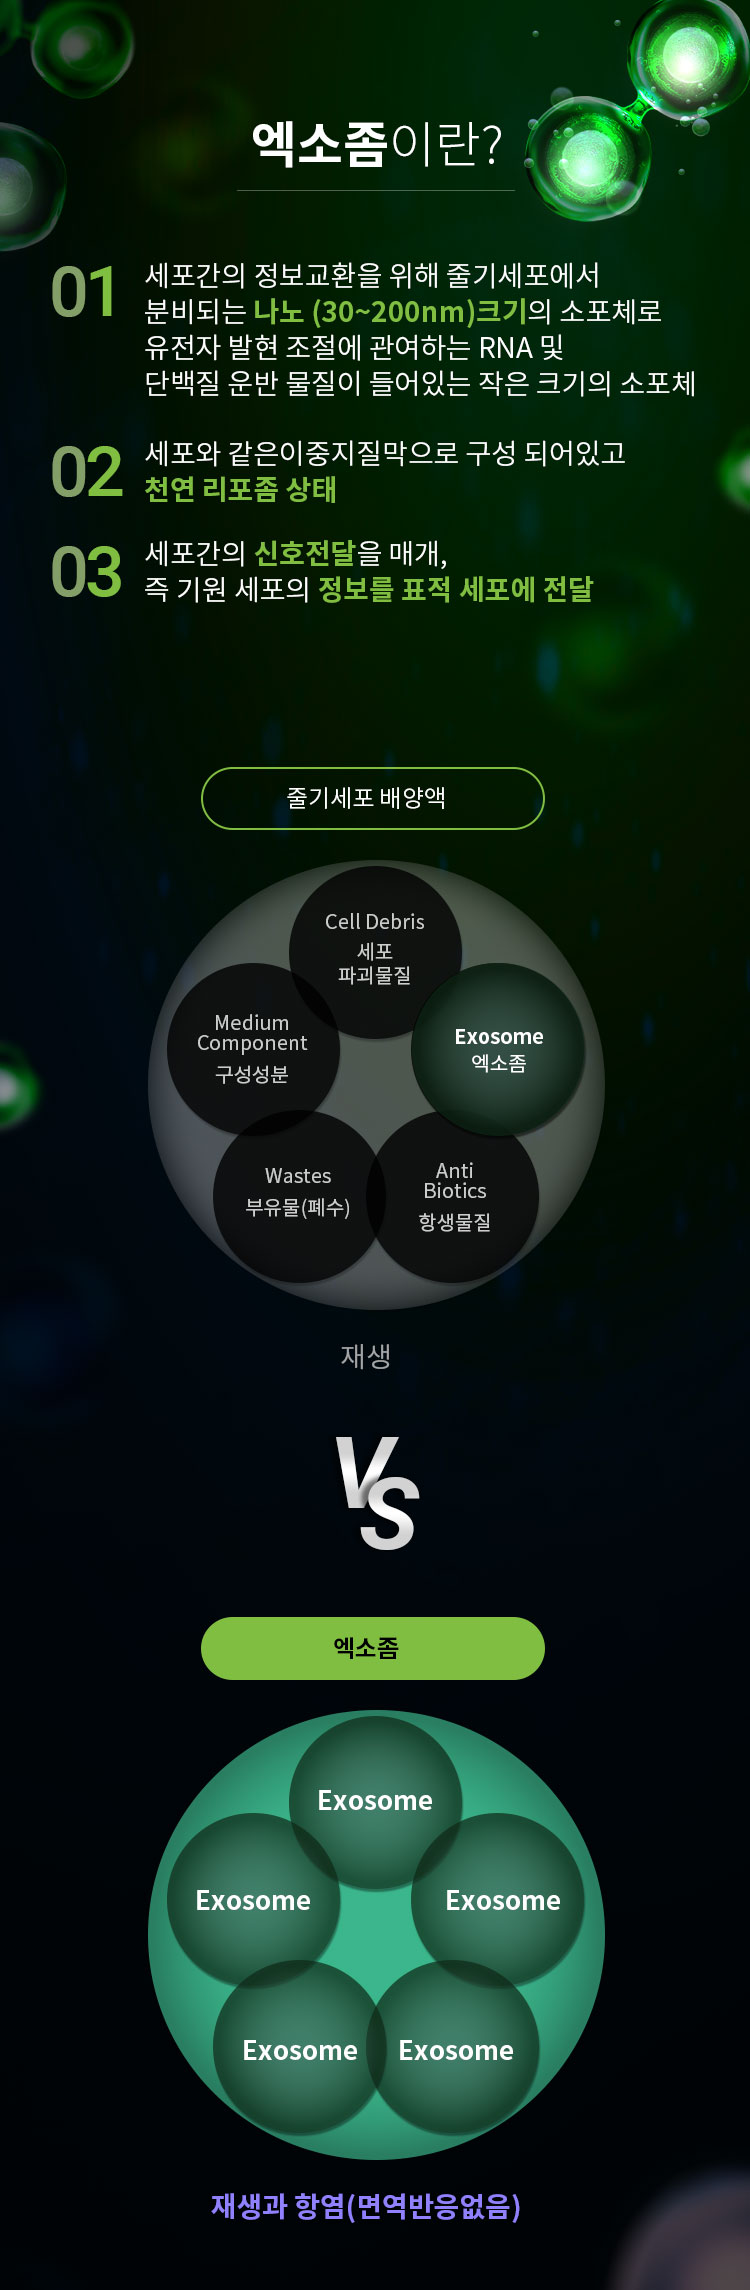 엑소좀이란?
01
세포간의 정보교환을 위해 줄기세포에서
분비되는 나노 (30~200nm)크기의 소포체로
유전자 발현 조절에 관여하는 RNA 및
단백질 운반 물질이 들어있는 작은 크기의 소포체
02
세포와 같은이중지질막으로 구성 되어있고
천연 리포좀 상태
03
세포간의 신호전달을 매개,
즉 기원 세포의 정보를 표적 세포에 전달
줄기세포 배양액
Cell Debris
세포
파괴물질
Medium
Component
구성성분
Exosome
엑소좀
Wastes
부유물(폐수)
Anti
Biotics
항생물질
재생
VS
엑소좀
Exosome
Exosome
Exosome
Exosome
Exosome
재생과 항염(면역반응없음)